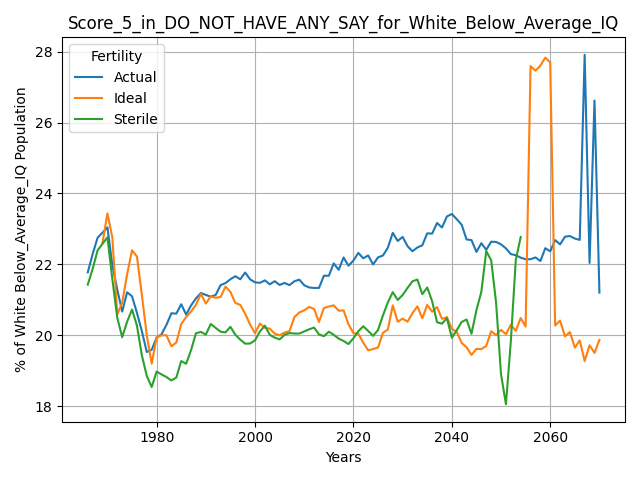 Score_5_in_DO_NOT_HAVE_ANY_SAY_for_White_Below_Average_IQ
Fertility
Actual
Ideal
Sterile
% of White Below_Average_IQ Population
28
26
24
22
20
18
1980
2000
2020
2040
2060
Years